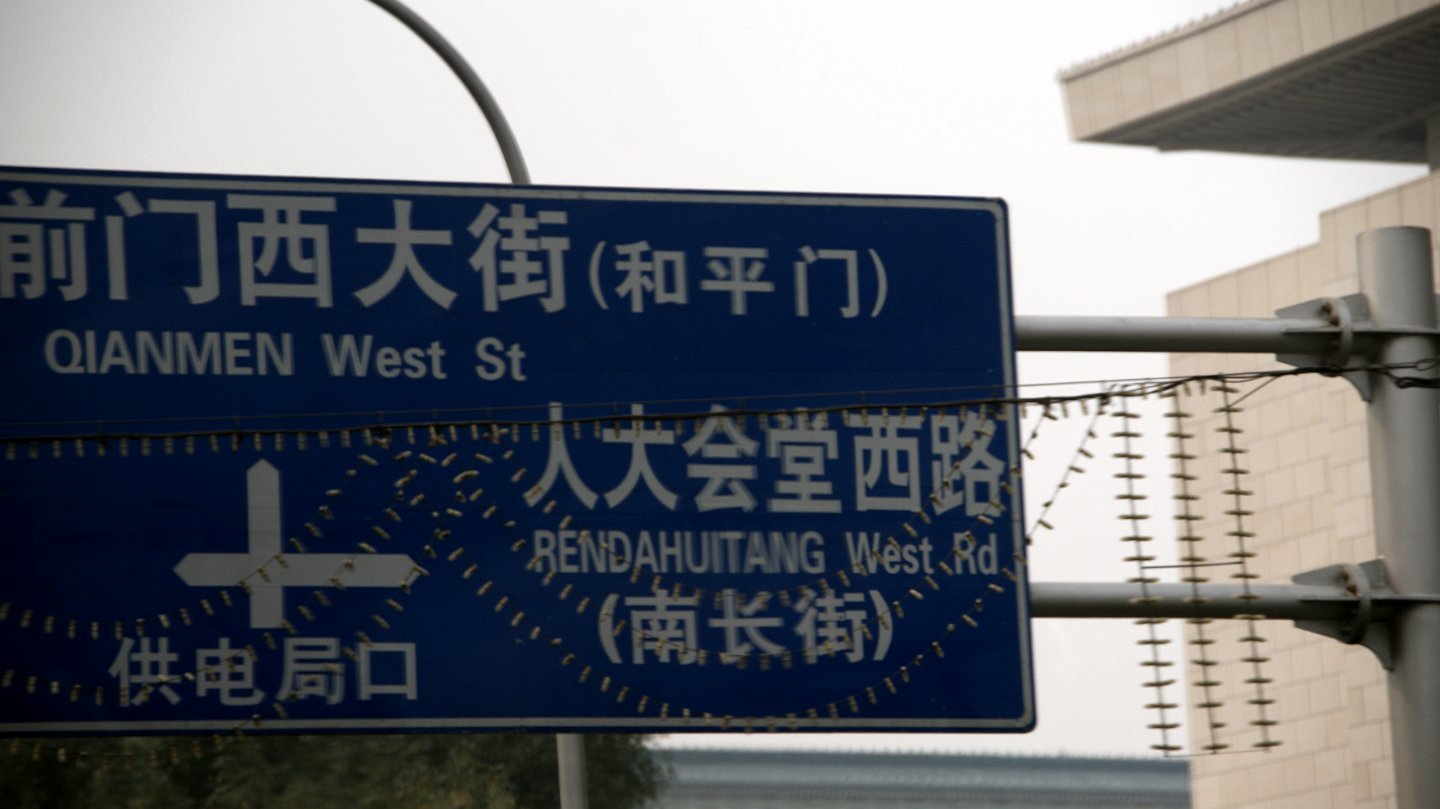 前门西大街(和平门)
QIANMEN West St
人大会堂西路
RENDAHUITANG West Rd
(南长街)
供电局口